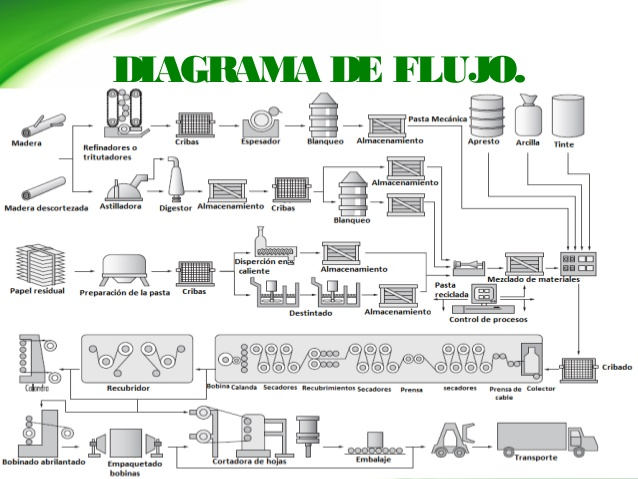 DIAGRAMA DE FLUJO.
Madera
Refinadores o
tritutadores
Cribas
Espesador
Blanqueo
Almacenamiento
Pasta Mecánica
Apresto
Arcilla
Tinte
Madera descortezada
Astilladora
Digestor
Almacenamiento
Cribas
Blanqueo
Almacenamiento
Papel residual
Preparación de la pasta
Cribas
Disperción en
caliente
Almacenamiento
Destintado
Almacenamiento
Pasta
reciclada
Mezclado de materiales
Control de procesos
Cribado
Calandra
Recubridor
Bobina
Calanda
Secadores
Recubrimientos
Secadores
Prensa
secadores
Prensa de
cable
Colector
Bobinado abrilantado
Empaquetado
bobinas
Cortadora de hojas
Embalaje
Transporte